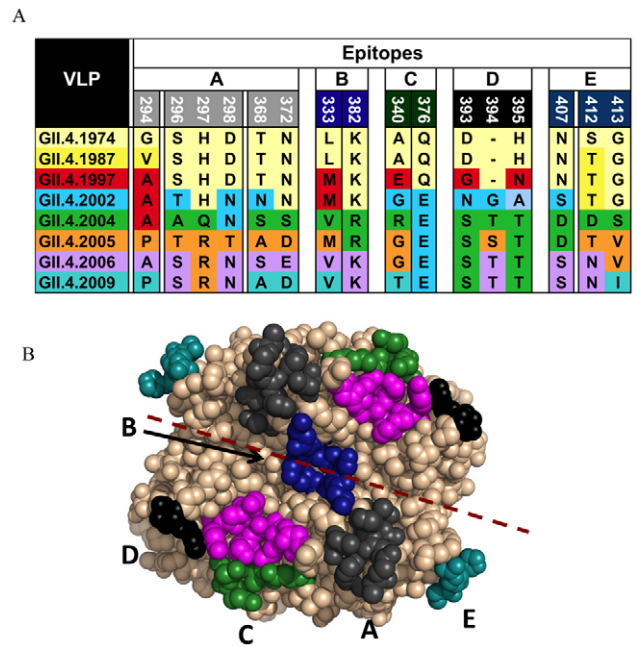 A
VLP Epitopes
A B C D E
294 296 297 298 368 372 333 382 340 376 393 394 395 407 412 413
GII.4.1974 G S H D T N L K A Q D - H N S G
GII.4.1987 V S H D T N L K A Q D - H N T G
GII.4.1997 A S H D T N M K E Q G - N N T G
GII.4.2002 A T H N N N M K G E N G A S T G
GII.4.2004 A A Q N S S V R R E S T T D D S
GII.4.2005 P T R T A D M R G E S S T D T V
GII.4.2006 A S R N S E V K G E S T T S N V
GII.4.2009 P S R N A D V K T E S T T S N I
B
B
D
C A E